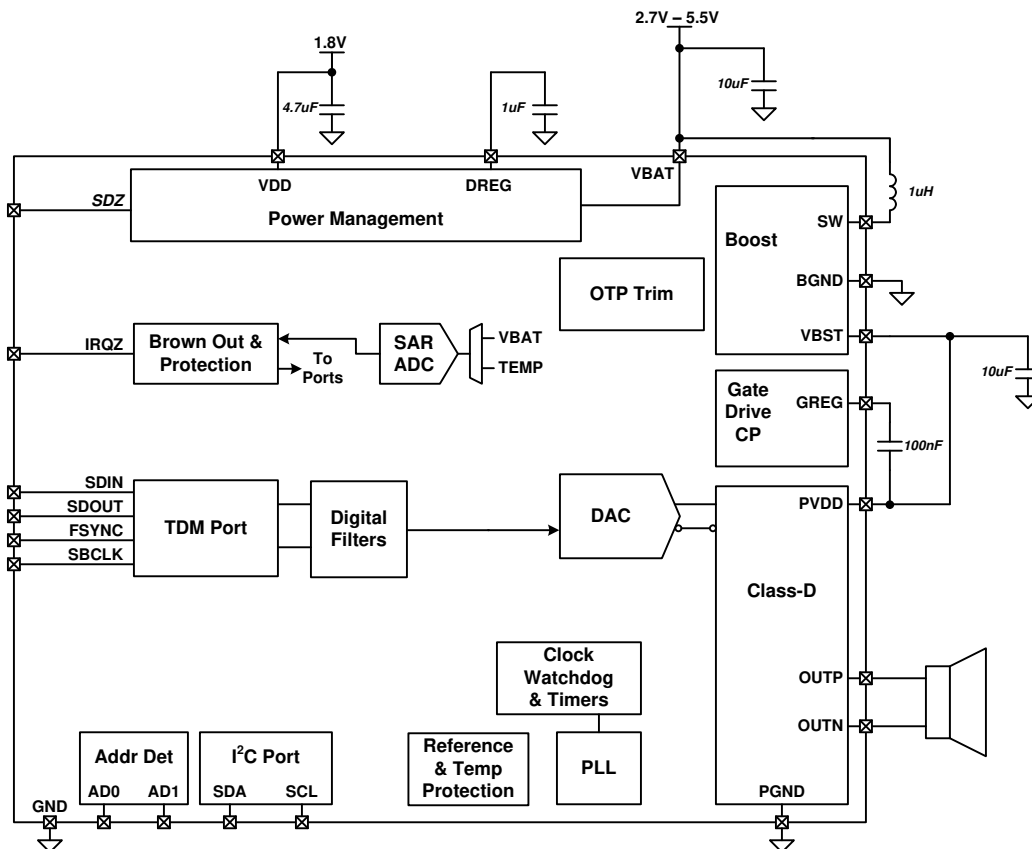 2.7V – 5.5V
1.8V
4.7uF
1uF
10uF
VDD
DREG
VBAT
SDZ
Power Management
1uH
SW
Boost
BGND
VBST
OTP Trim
IRQZ
Brown Out &
Protection
To
Ports
SAR
ADC
VBAT
TEMP
10uF
Gate
Drive
CP
GREG
100nF
SDIN
SDOUT
FSYNC
SBCLK
TDM Port
Digital
Filters
DAC
PVDD
Class-D
OUTP
OUTN
PGND
Clock
Watchdog
& Timers
PLL
Reference
& Temp
Protection
Addr Det
AD0
AD1
I²C Port
SDA
SCL
GND